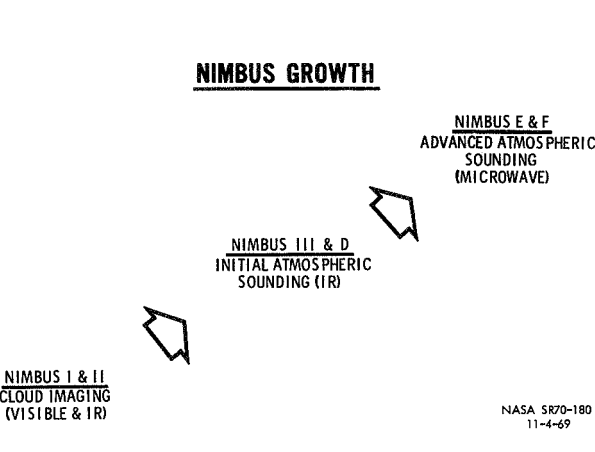 NIMBUS GROWTH
NIMBUS E & F
ADVANCED ATMOSPHERIC
SOUNDING
(MICROWAVE)
NIMBUS III & D
INITIAL ATMOSPHERIC
SOUNDING (IR)
NIMBUS I & II
CLOUD IMAGING
(VISIBLE & IR)
NASA SR70-180
11-4-69